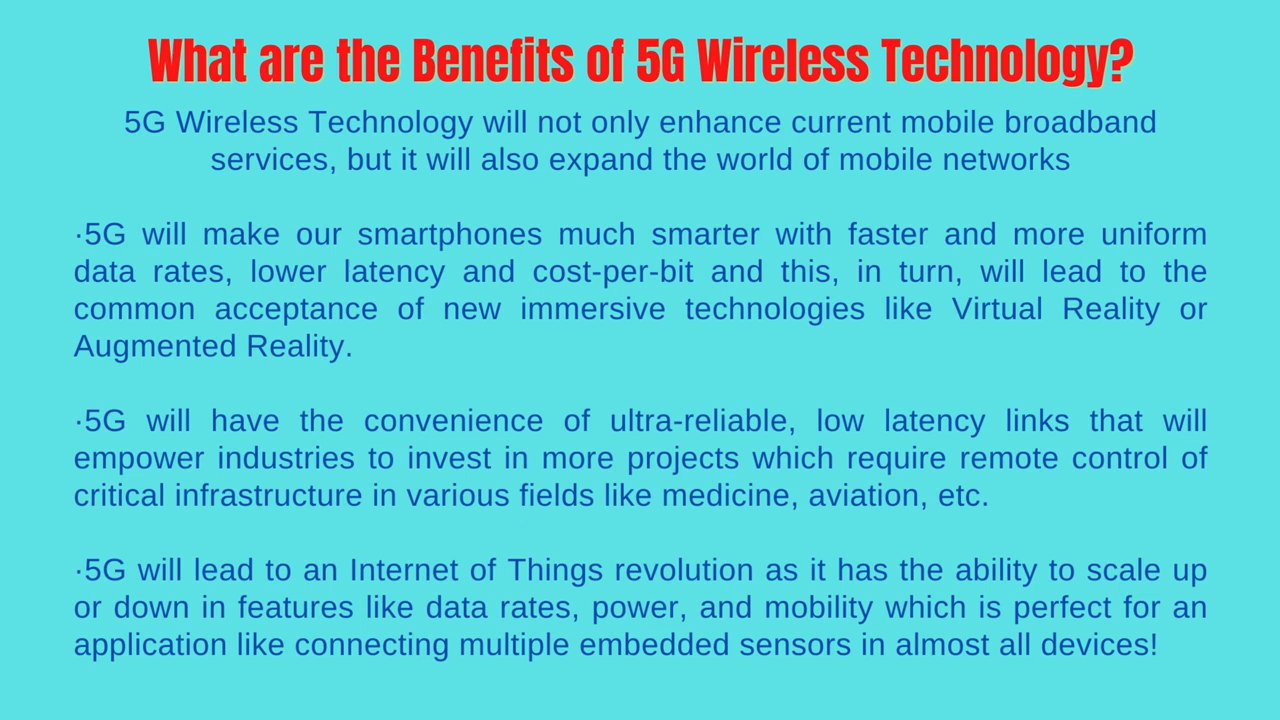 What are the Benefits of 5G Wireless Technology?
5G Wireless Technology will not only enhance current mobile broadband
services, but it will also expand the world of mobile networks
·5G will make our smartphones much smarter with faster and more uniform
data rates, lower latency and cost-per-bit and this, in turn, will lead to the
common acceptance of new immersive technologies like Virtual Reality or
Augmented Reality.
·5G will have the convenience of ultra-reliable, low latency links that will
empower industries to invest in more projects which require remote control of
critical infrastructure in various fields like medicine, aviation, etc.
·5G will lead to an Internet of Things revolution as it has the ability to scale up
or down in features like data rates, power, and mobility which is perfect for an
application like connecting multiple embedded sensors in almost all devices!